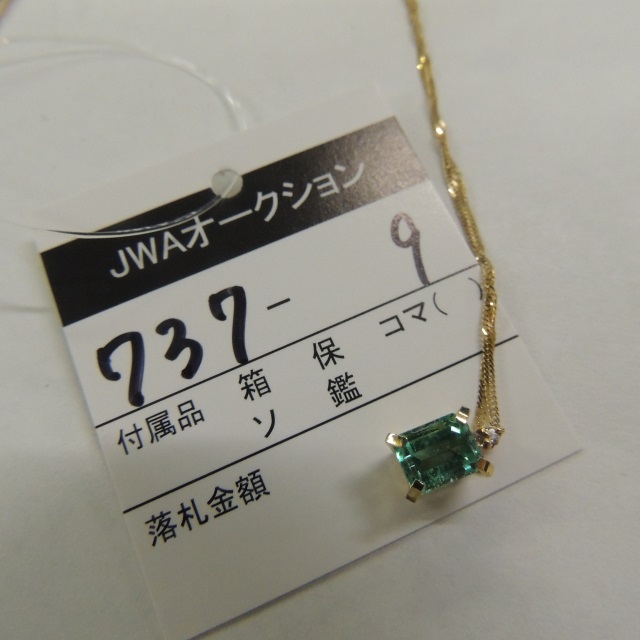 JWAオークション
737-9
付属品 箱 保 コマ( )
ソ 鑑
落札金額